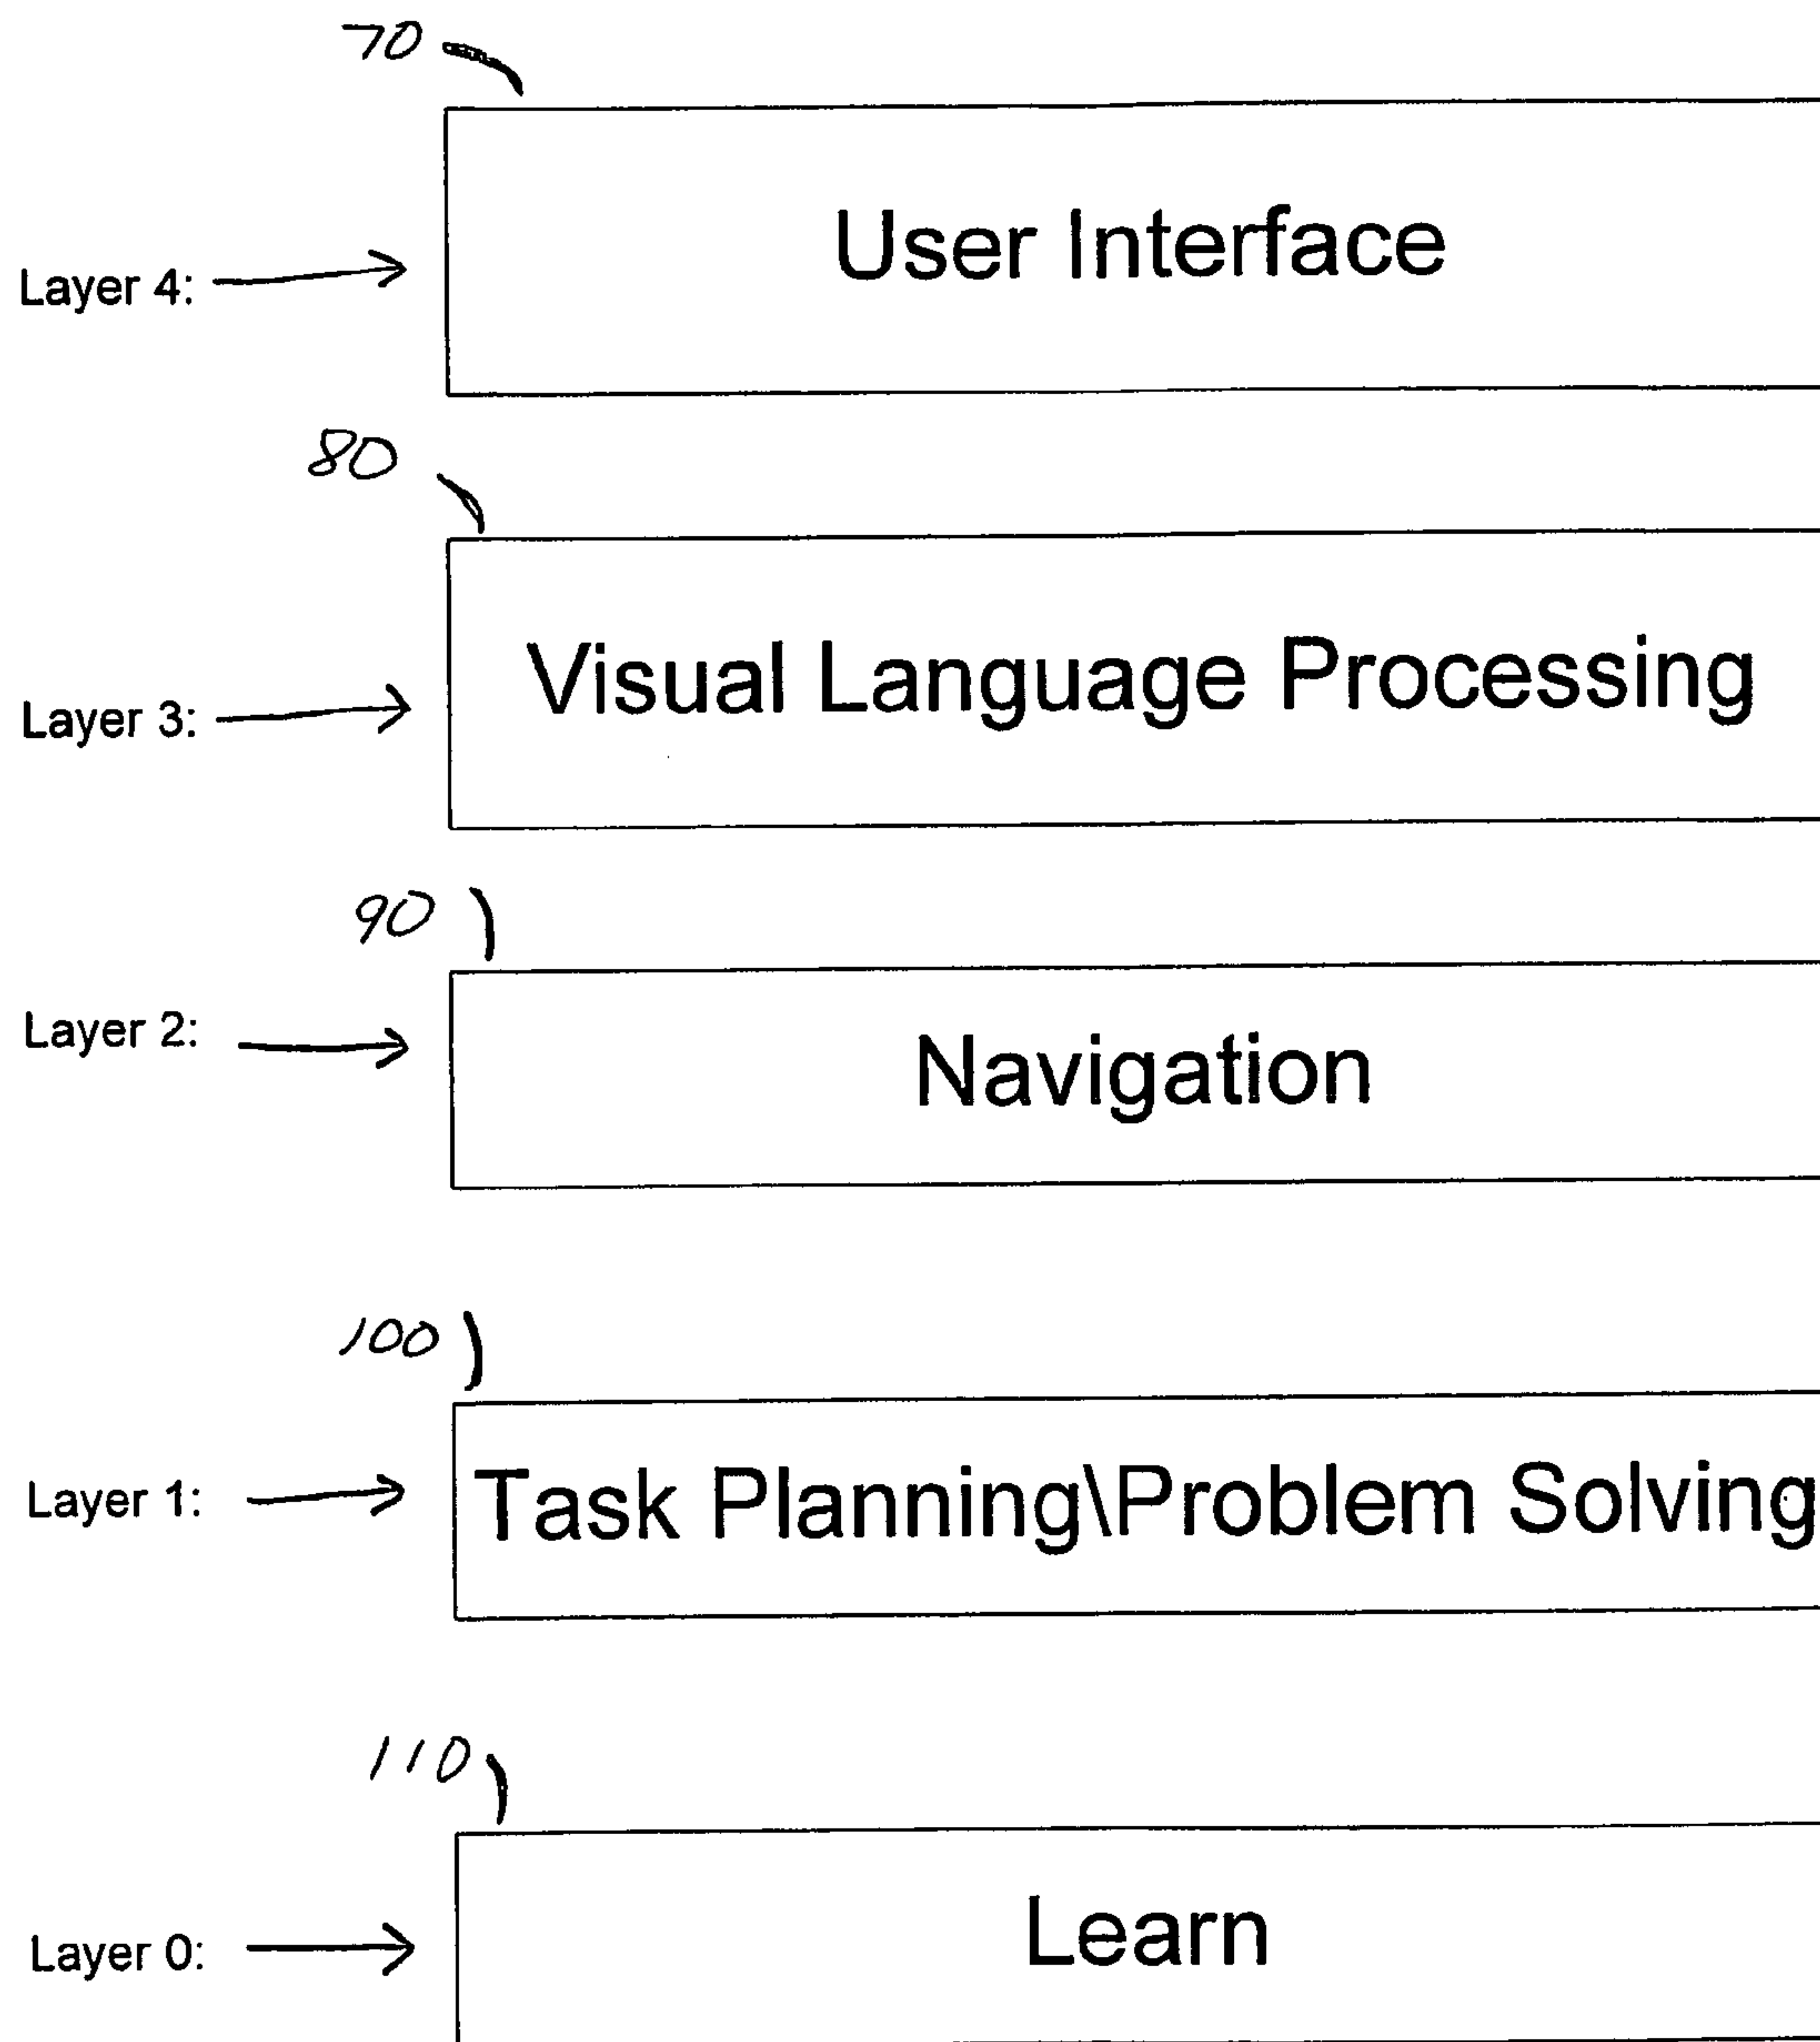 70
User Interface
Layer 4:
80
Visual Language Processing
Layer 3:
90
Layer 2:
Navigation
100
Task Planning\Problem Solving
Layer 1:
110
Learn
Layer 0: